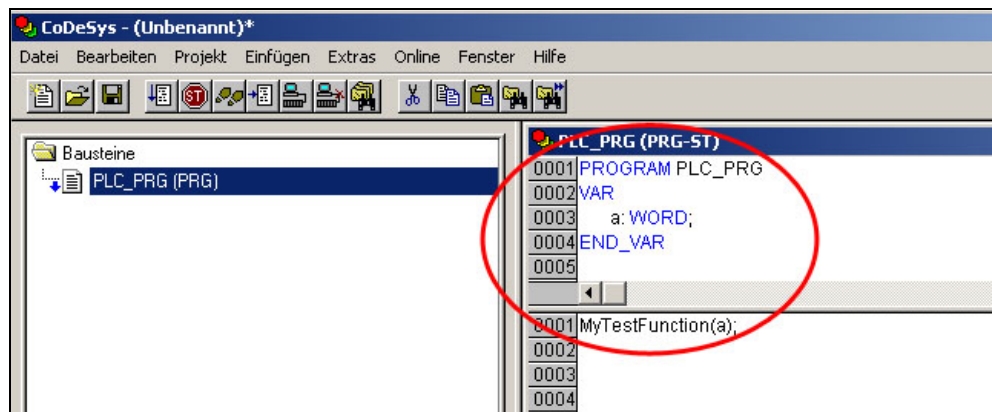 CoDeSys - (Unbenannt)*
Datei Bearbeiten Projekt Einfügen Extras Online Fenster Hilfe
ST
Bausteine
PLC_PRG (PRG)
PLC_PRG (PRG-ST)
0001 PROGRAM PLC_PRG
0002 VAR
0003 a: WORD;
0004 END_VAR
0005
0001 MyTestFunction(a);
0002
0003
0004